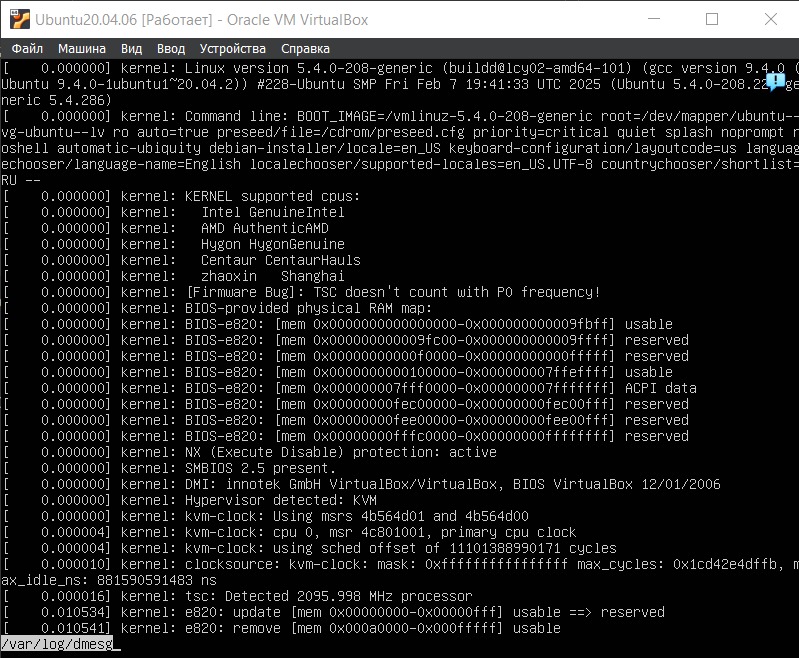 Ubuntu20.04.06 [Работает] - Oracle VM VirtualBox
Файл Машина Вид Ввод Устройства Справка
[    0.000000] kernel: Linux version 5.4.0-208-generic (buildd@lcy02-amd64-101) (gcc version 9.4.0 (
Ubuntu 9.4.0-1ubuntu1~20.04.2)) #228-Ubuntu SMP Fri Feb 7 19:41:33 UTC 2025 (Ubuntu 5.4.0-208.22 -ge
neric 5.4.286)
[    0.000000] kernel: Command line: BOOT_IMAGE=/vmlinuz-5.4.0-208-generic root=/dev/mapper/ubuntu--
vg-ubuntu--lv ro auto=true preseed/file=/cdrom/preseed.cfg priority=critical quiet splash noprompt n
oshell automatic-ubiquity debian-installer/locale=en_US keyboard-configuration/layoutcode=us languag
echooser/language-name=English localechooser/supported-locales=en_US.UTF-8 countrychooser/shortlist=
RU --
[    0.000000] kernel: KERNEL supported cpus:
[    0.000000] kernel:   Intel GenuineIntel
[    0.000000] kernel:   AMD AuthenticAMD
[    0.000000] kernel:   Hygon HygonGenuine
[    0.000000] kernel:   Centaur CentaurHauls
[    0.000000] kernel:   zhaoxin   Shanghai
[    0.000000] kernel: [Firmware Bug]: TSC doesn't count with P0 frequency!
[    0.000000] kernel: BIOS-provided physical RAM map:
[    0.000000] kernel: BIOS-e820: [mem 0x0000000000000000-0x000000000009fbff] usable
[    0.000000] kernel: BIOS-e820: [mem 0x000000000009fc00-0x000000000009ffff] reserved
[    0.000000] kernel: BIOS-e820: [mem 0x00000000000f0000-0x00000000000fffff] reserved
[    0.000000] kernel: BIOS-e820: [mem 0x0000000000100000-0x000000007ffeffff] usable
[    0.000000] kernel: BIOS-e820: [mem 0x000000007fff0000-0x000000007fffffff] ACPI data
[    0.000000] kernel: BIOS-e820: [mem 0x00000000fec00000-0x00000000fec00fff] reserved
[    0.000000] kernel: BIOS-e820: [mem 0x00000000fee00000-0x00000000fee00fff] reserved
[    0.000000] kernel: BIOS-e820: [mem 0x00000000fffc0000-0x00000000ffffffff] reserved
[    0.000000] kernel: NX (Execute Disable) protection: active
[    0.000000] kernel: SMBIOS 2.5 present.
[    0.000000] kernel: DMI: innotek GmbH VirtualBox/VirtualBox, BIOS VirtualBox 12/01/2006
[    0.000000] kernel: Hypervisor detected: KVM
[    0.000000] kernel: kvm-clock: Using msrs 4b564d01 and 4b564d00
[    0.000004] kernel: kvm-clock: cpu 0, msr 4c801001, primary cpu clock
[    0.000004] kernel: kvm-clock: using sched offset of 11101388990171 cycles
[    0.000010] kernel: clocksource: kvm-clock: mask: 0xffffffffffffffff max_cycles: 0x1cd42e4dffb, m
ax_idle_ns: 881590591483 ns
[    0.000016] kernel: tsc: Detected 2095.998 MHz processor
[    0.010534] kernel: e820: update [mem 0x00000000-0x00000fff] usable ==> reserved
[    0.010541] kernel: e820: remove [mem 0x000a0000-0x000fffff] usable
/var/log/dmesg_